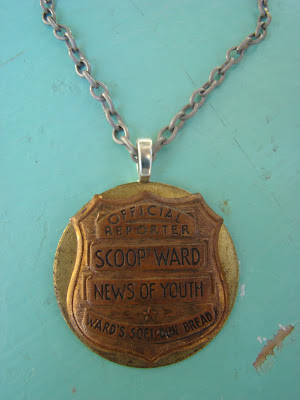 OFFICIAL
REPORTER
SCOOP WARD
NEWS OF YOUTH
WARD'S SOFT-BUN BREAD